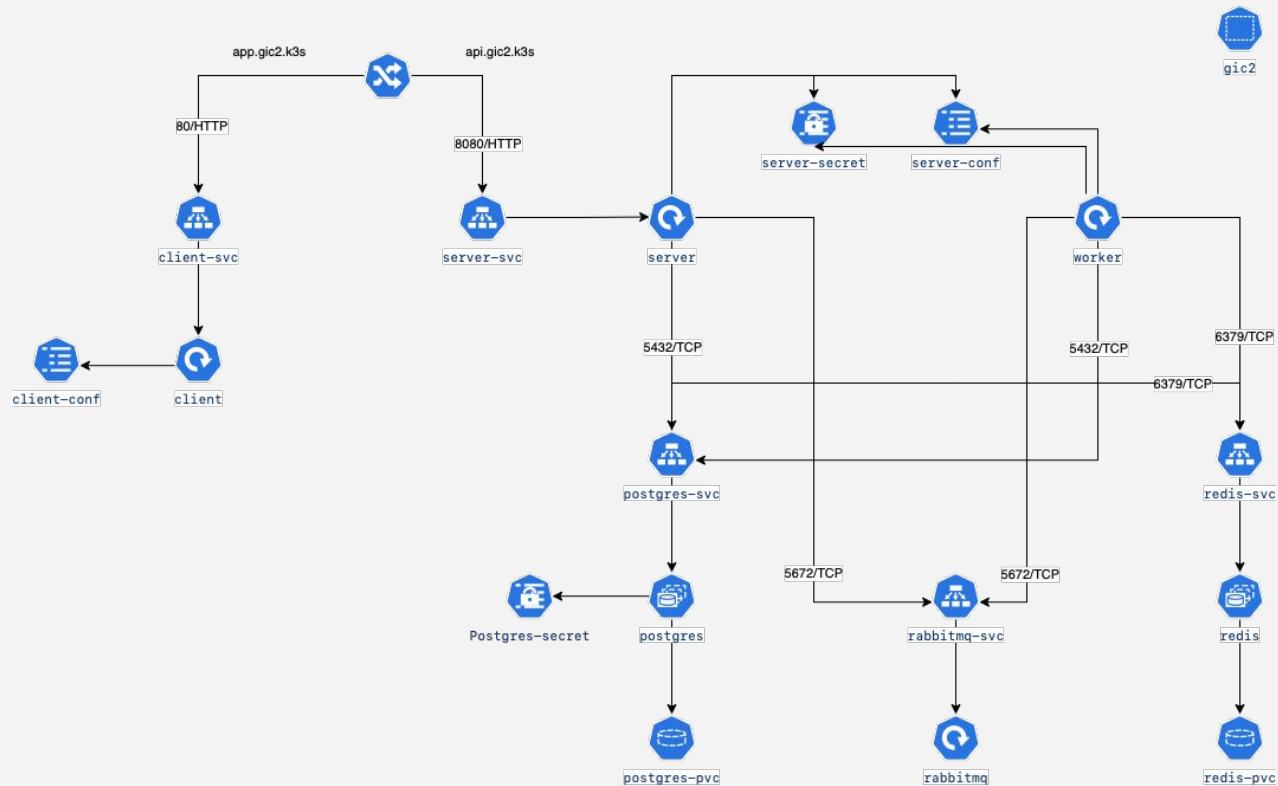 app.gic2.k3s
api.gic2.k3s
gic2
80/HTTP
8080/HTTP
server-secret
server-conf
client-svc
server-svc
server
worker
5432/TCP
5432/TCP
6379/TCP
6379/TCP
client-conf
client
postgres-svc
redis-svc
5672/TCP
5672/TCP
Postgres-secret
postgres
rabbitmq-svc
redis
postgres-pvc
rabbitmq
redis-pvc